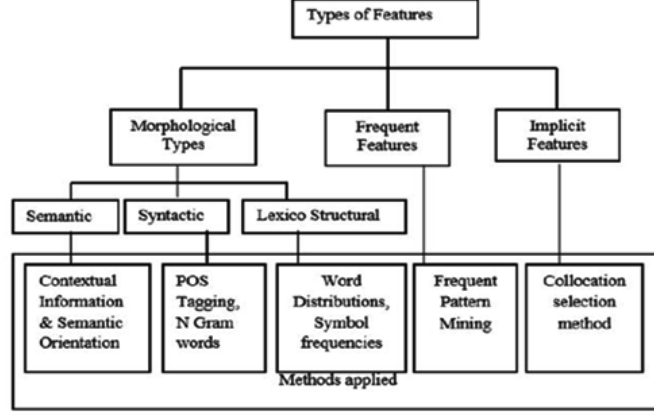 Types of Features
Morphological
Types
Frequent
Features
Implicit
Features
Semantic
Syntactic
Lexico Structural
Contextual
Information
& Semantic
Orientation
POS
Tagging,
N Gram
words
Word
Distributions,
Symbol
frequencies
Frequent
Pattern
Mining
Collocation
selection
method
Methods applied